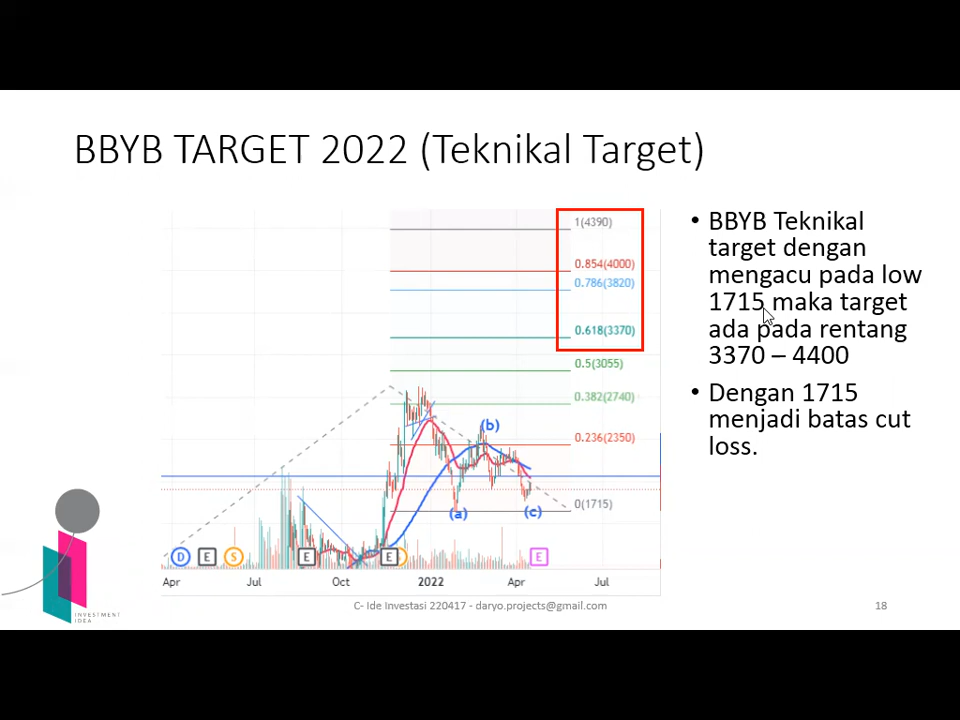 BBYB TARGET 2022 (Teknikal Target)
1(4390)
0.854(4000)
0.786(3820)
0.618(3370)
0.5(3055)
0.382(2740)
0.236(2350)
0(1715)
(b)
(a)
(c)
D E S E E E
Apr Jul Oct 2022 Apr Jul
• BBYB Teknikal
target dengan
mengacu pada low
1715 maka target
ada pada rentang
3370 – 4400
• Dengan 1715
menjadi batas cut
loss.
INVESTMENT
IDEA
C- Ide Investasi 220417 - daryo.projects@gmail.com
18